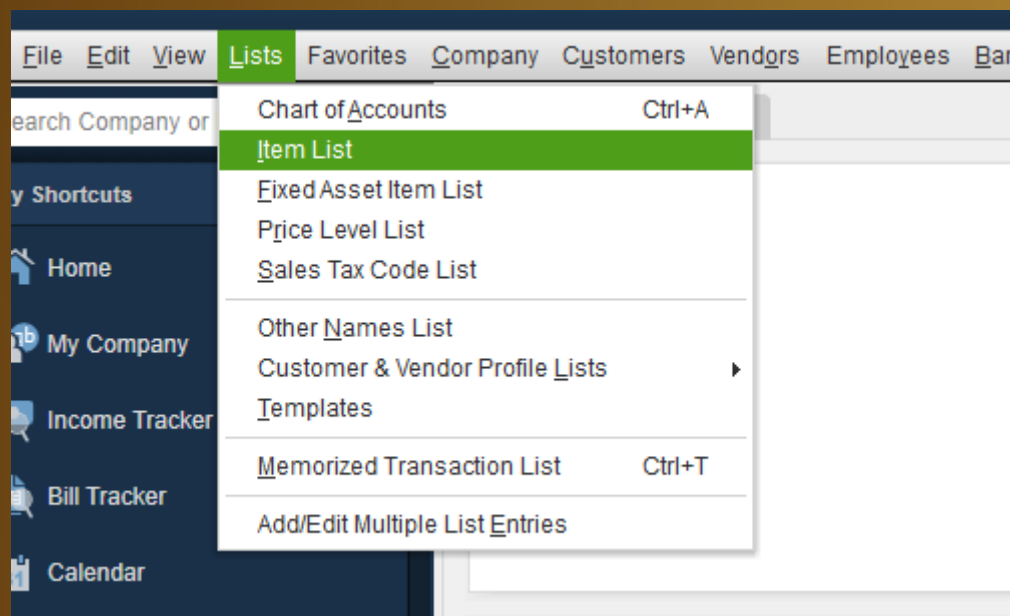 File Edit View Lists Favorites Company Customers Vendors Employees
Chart of Accounts Ctrl+A
earch Company or
Item List
Fixed Asset Item List
y Shortcuts
Price Level List
Home
Sales Tax Code List
Other Names List
My Company
Customer & Vendor Profile Lists
Templates
Income Tracker
Memorized Transaction List Ctrl+T
Bill Tracker
Add/Edit Multiple List Entries
Calendar